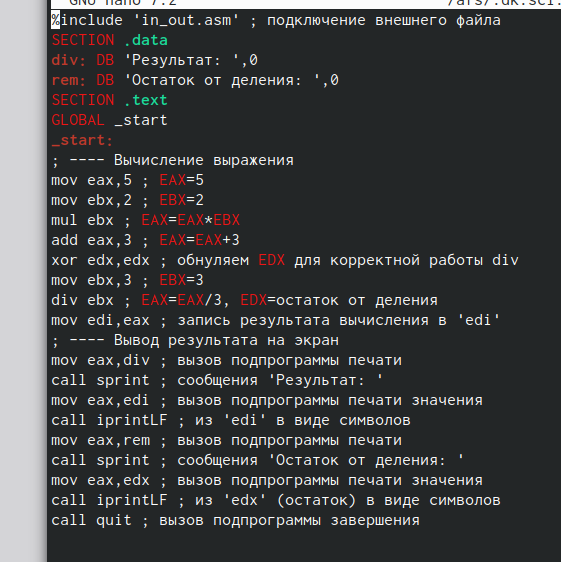 GNU nano 7.2 /afs/.dk.sci.
%include 'in_out.asm' ; подключение внешнего файла
SECTION .data
div: DB 'Результат: ',0
rem: DB 'Остаток от деления: ',0
SECTION .text
GLOBAL _start
_start:
; ---- Вычисление выражения
mov eax,5 ; EAX=5
mov ebx,2 ; EBX=2
mul ebx ; EAX=EAX*EBX
add eax,3 ; EAX=EAX+3
xor edx,edx ; обнуляем EDX для корректной работы div
mov ebx,3 ; EBX=3
div ebx ; EAX=EAX/3, EDX=остаток от деления
mov edi,eax ; запись результата вычисления в 'edi'
; ---- Вывод результата на экран
mov eax,div ; вызов подпрограммы печати
call sprint ; сообщения 'Результат: '
mov eax,edi ; вызов подпрограммы печати значения
call iprintLF ; из 'edi' в виде символов
mov eax,rem ; вызов подпрограммы печати
call sprint ; сообщения 'Остаток от деления: '
mov eax,edx ; вызов подпрограммы печати значения
call iprintLF ; из 'edx' (остаток) в виде символов
call quit ; вызов подпрограммы завершения